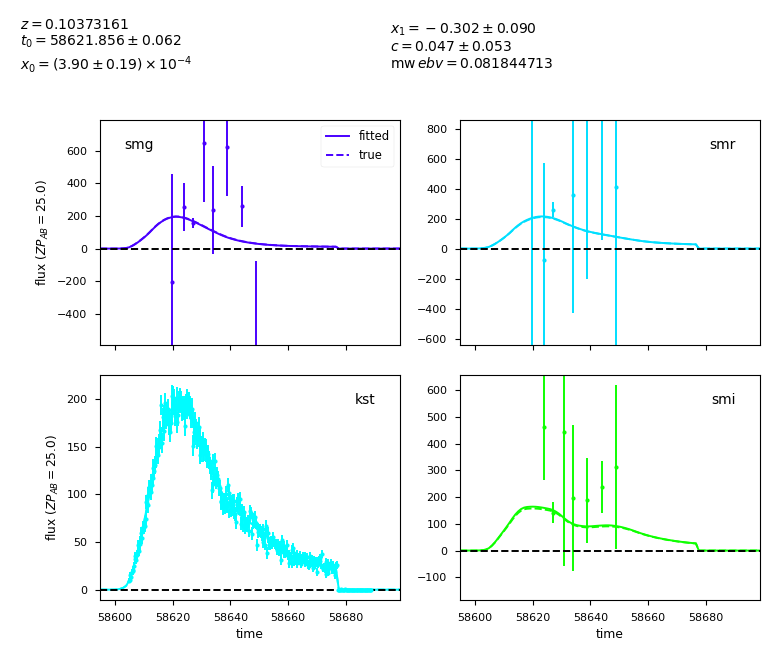 z = 0.10373161
t₀ = 58621.856 ± 0.062
x₀ = (3.90 ± 0.19) × 10⁻⁴
x₁ = −0.302 ± 0.090
c = 0.047 ± 0.053
mw ebv = 0.081844713
smg
fitted
true
600
400
200
0
−200
−400
flux (ZP_AB = 25.0)
smr
800
600
400
200
0
−200
−400
−600
kst
200
150
100
50
0
flux (ZP_AB = 25.0)
58600 58620 58640 58660 58680
time
smi
600
500
400
300
200
100
0
−100
58600 58620 58640 58660 58680
time